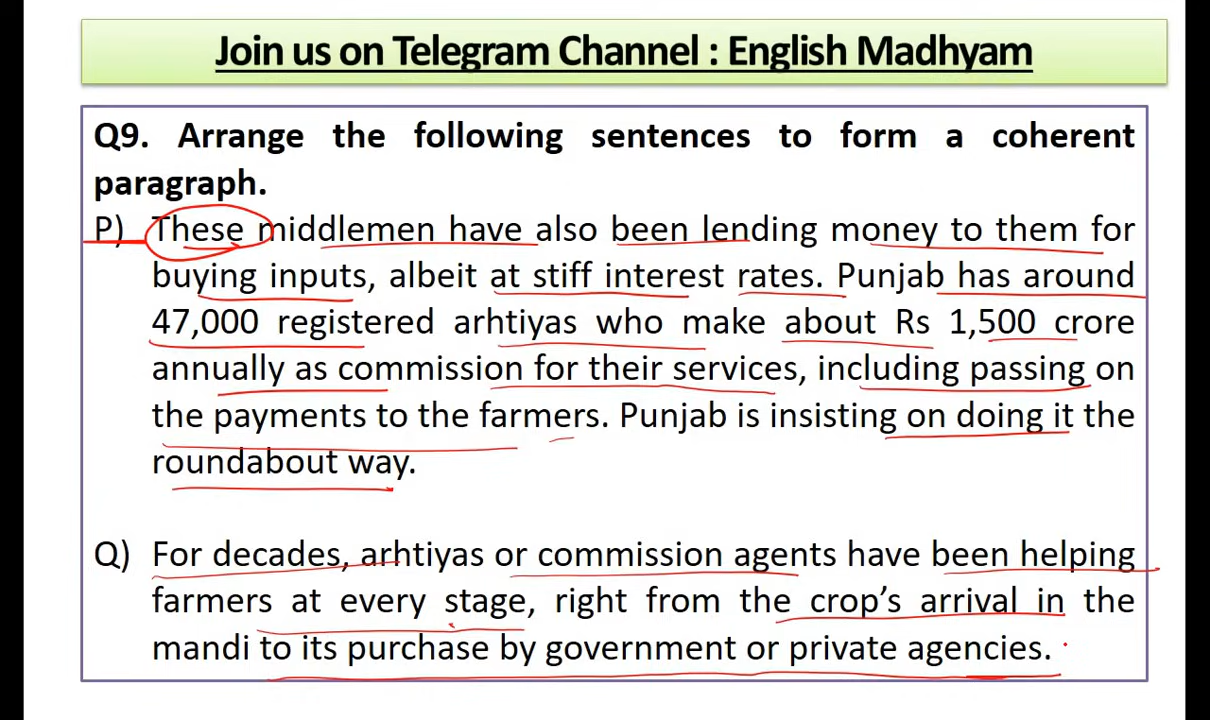 Join us on Telegram Channel : English Madhyam
Q9. Arrange the following sentences to form a coherent
paragraph.
P) These middlemen have also been lending money to them for
buying inputs, albeit at stiff interest rates. Punjab has around
47,000 registered arhtiyas who make about Rs 1,500 crore
annually as commission for their services, including passing on
the payments to the farmers. Punjab is insisting on doing it the
roundabout way.
Q) For decades, arhtiyas or commission agents have been helping
farmers at every stage, right from the crop’s arrival in the
mandi to its purchase by government or private agencies.